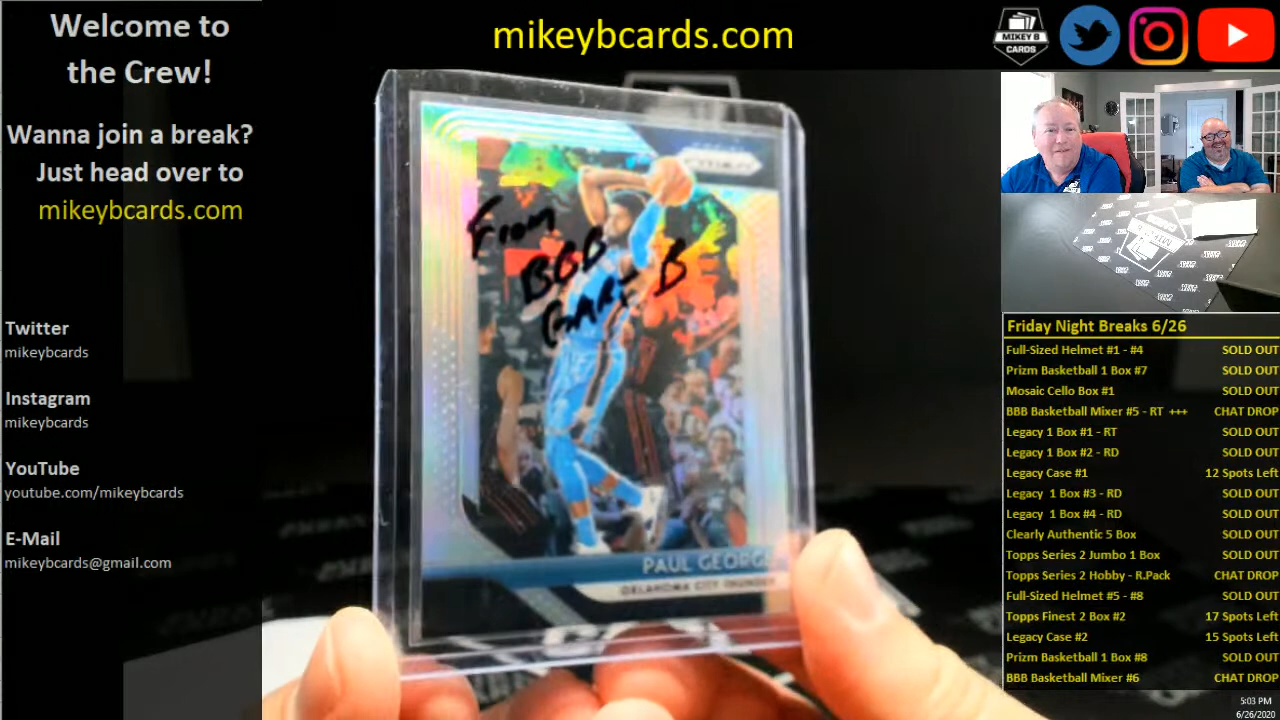 Welcome to
the Crew!
Wanna join a break?
Just head over to
mikeybcards.com
Twitter
mikeybcards
Instagram
mikeybcards
YouTube
youtube.com/mikeybcards
E-Mail
mikeybcards@gmail.com
mikeybcards.com
MIKEY B
CARDS
PRIZM
From
BBB
GAME B
PAUL GEORGE
OKLAHOMA CITY THUNDER
Friday Night Breaks 6/26
Full-Sized Helmet #1 - #4 SOLD OUT
Prizm Basketball 1 Box #7 SOLD OUT
Mosaic Cello Box #1 SOLD OUT
BBB Basketball Mixer #5 - RT +++ CHAT DROP
Legacy 1 Box #1 - RT SOLD OUT
Legacy 1 Box #2 - RD SOLD OUT
Legacy Case #1 12 Spots Left
Legacy 1 Box #3 - RD SOLD OUT
Legacy 1 Box #4 - RD SOLD OUT
Clearly Authentic 5 Box SOLD OUT
Topps Series 2 Jumbo 1 Box SOLD OUT
Topps Series 2 Hobby - R.Pack CHAT DROP
Full-Sized Helmet #5 - #8 SOLD OUT
Topps Finest 2 Box #2 17 Spots Left
Legacy Case #2 15 Spots Left
Prizm Basketball 1 Box #8 SOLD OUT
BBB Basketball Mixer #6 CHAT DROP
5:03 PM
6/26/2020